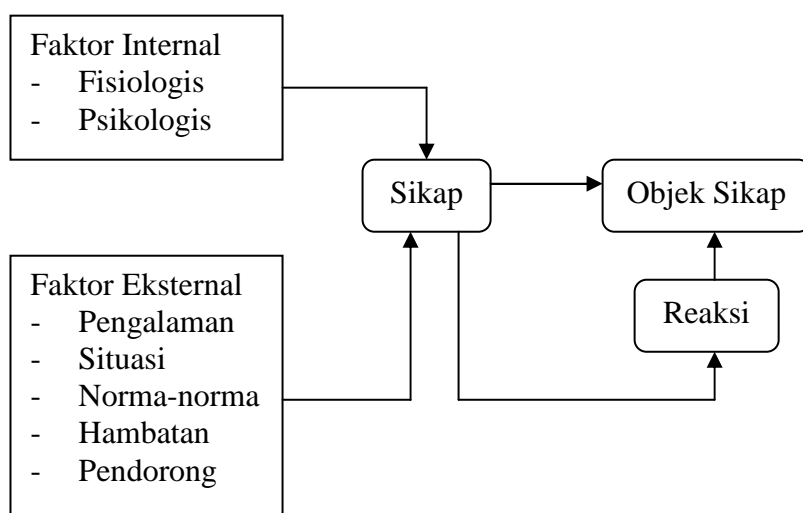 Faktor Internal
- Fisiologis
- Psikologis
Sikap
Objek Sikap
Faktor Eksternal
- Pengalaman
- Situasi
- Norma-norma
- Hambatan
- Pendorong
Reaksi